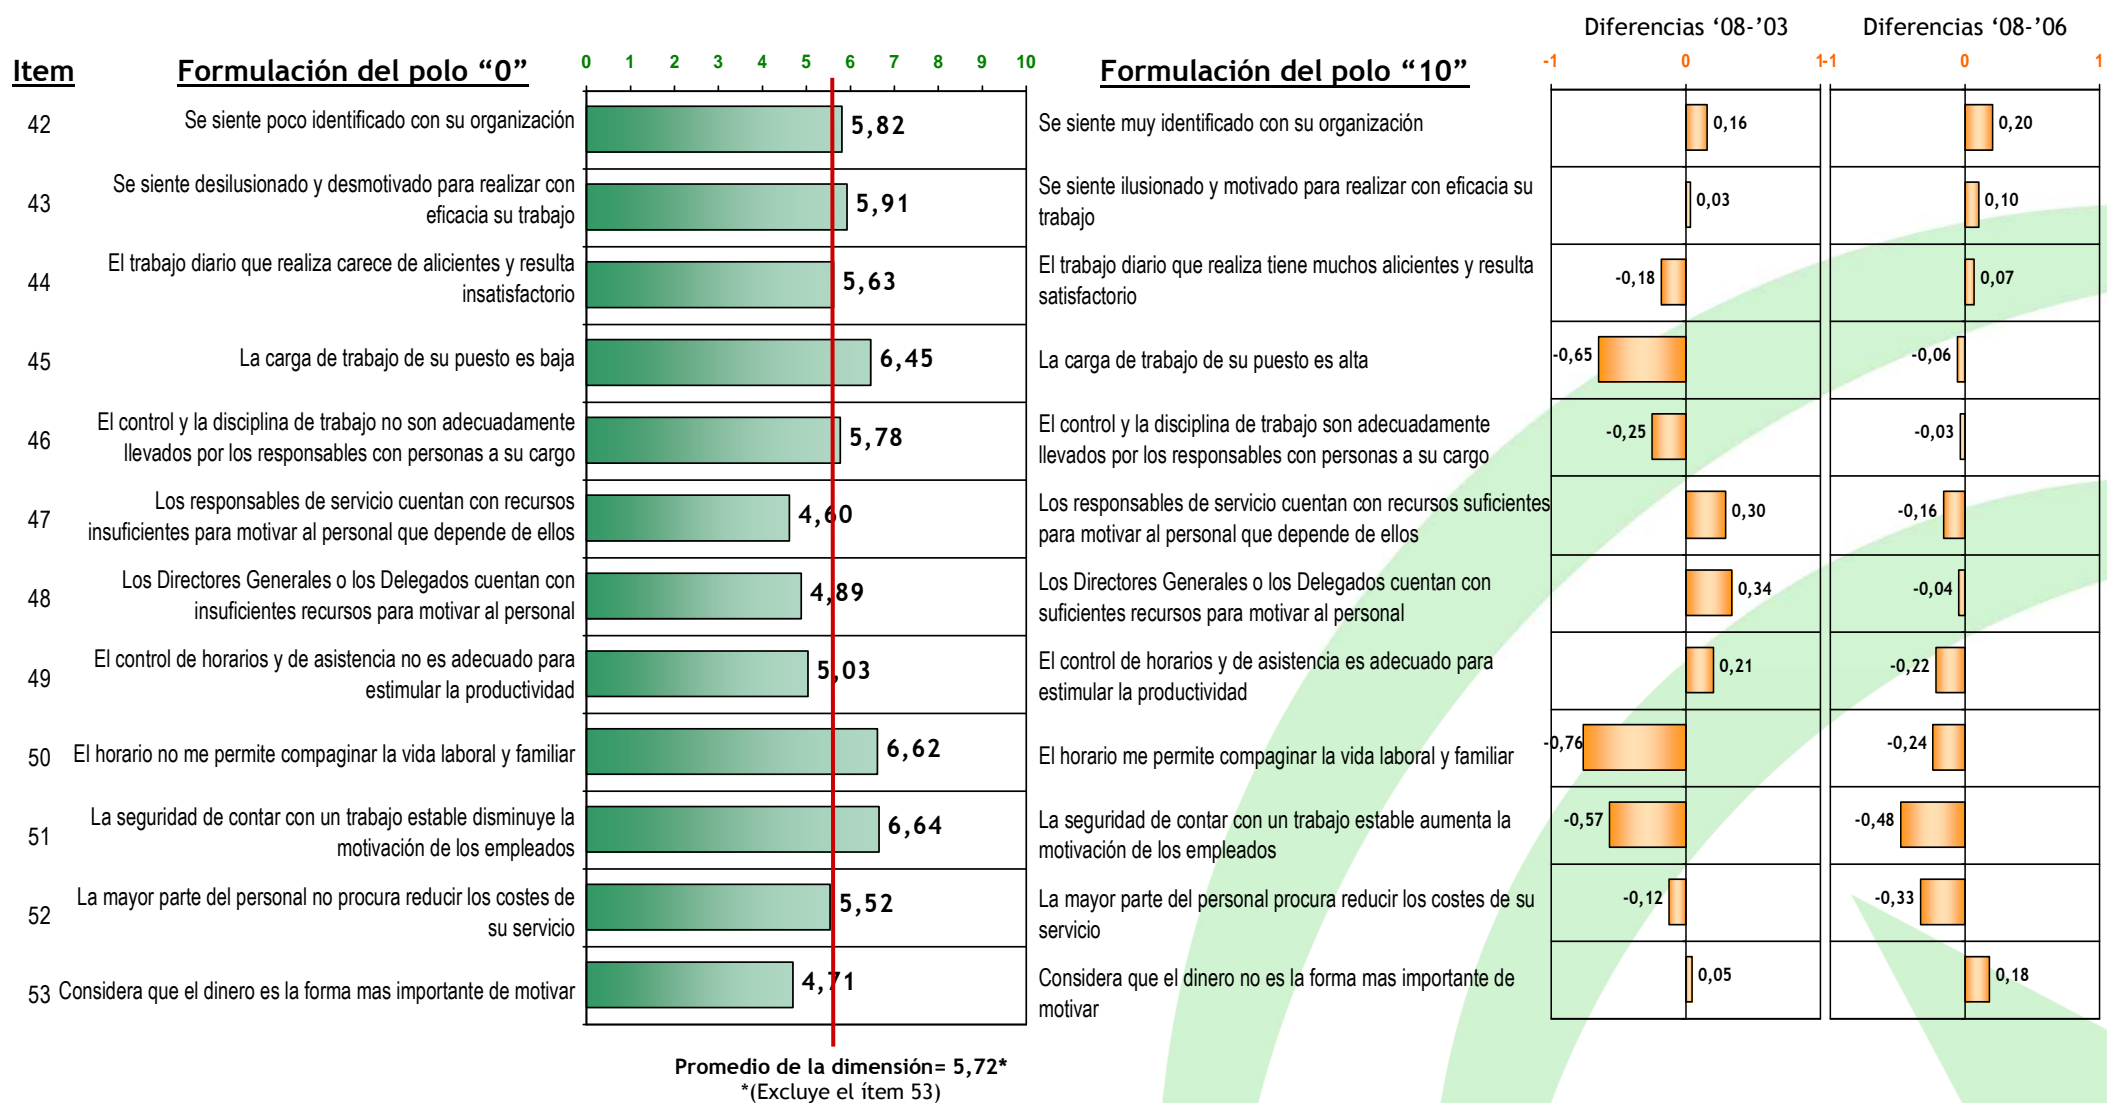 Diferencias ‘08-’03 Diferencias ‘08-’06
Item Formulación del polo “0” 0 1 2 3 4 5 6 7 8 9 10 Formulación del polo “10” -1 0 1 -1 0 1
42 Se siente poco identificado con su organización 5,82 Se siente muy identificado con su organización 0,16 0,20
43 Se siente desilusionado y desmotivado para realizar con
eficacia su trabajo 5,91 Se siente ilusionado y motivado para realizar con eficacia su
trabajo 0,03 0,10
44 El trabajo diario que realiza carece de alicientes y resulta
insatisfactorio 5,63 El trabajo diario que realiza tiene muchos alicientes y resulta
satisfactorio -0,18 0,07
45 La carga de trabajo de su puesto es baja 6,45 La carga de trabajo de su puesto es alta -0,65 -0,06
46 El control y la disciplina de trabajo no son adecuadamente
llevados por los responsables con personas a su cargo 5,78 El control y la disciplina de trabajo son adecuadamente
llevados por los responsables con personas a su cargo -0,25 -0,03
47 Los responsables de servicio cuentan con recursos
insuficientes para motivar al personal que depende de ellos 4,60 Los responsables de servicio cuentan con recursos suficientes
para motivar al personal que depende de ellos 0,30 -0,16
48 Los Directores Generales o los Delegados cuentan con
insuficientes recursos para motivar al personal 4,89 Los Directores Generales o los Delegados cuentan con
suficientes recursos para motivar al personal 0,34 -0,04
49 El control de horarios y de asistencia no es adecuado para
estimular la productividad 5,03 El control de horarios y de asistencia es adecuado para
estimular la productividad 0,21 -0,22
50 El horario no me permite compaginar la vida laboral y familiar 6,62 El horario me permite compaginar la vida laboral y familiar -0,76 -0,24
51 La seguridad de contar con un trabajo estable disminuye la
motivación de los empleados 6,64 La seguridad de contar con un trabajo estable aumenta la
motivación de los empleados -0,57 -0,48
52 La mayor parte del personal no procura reducir los costes de
su servicio 5,52 La mayor parte del personal procura reducir los costes de su
servicio -0,12 -0,33
53 Considera que el dinero es la forma mas importante de motivar 4,71 Considera que el dinero no es la forma mas importante de
motivar 0,05 0,18
Promedio de la dimensión= 5,72*
*(Excluye el ítem 53)